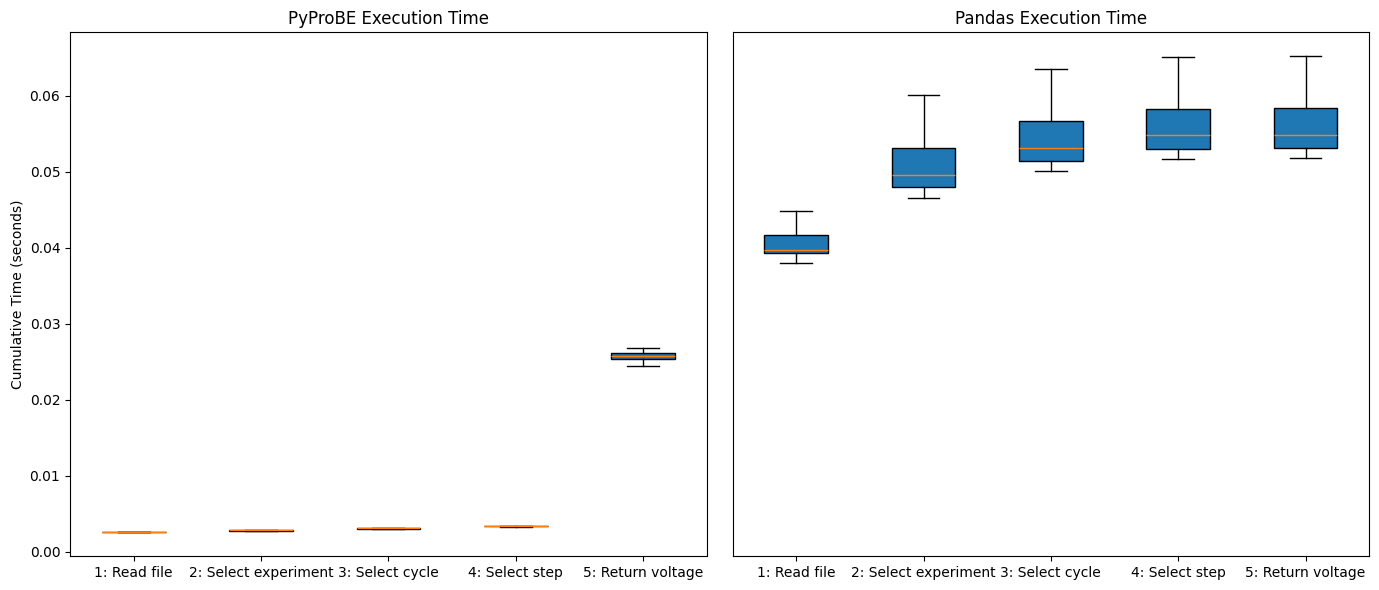 PyProBE Execution Time
Pandas Execution Time
Cumulative Time (seconds)
0.06
0.05
0.04
0.03
0.02
0.01
0.00
1: Read file 2: Select experiment 3: Select cycle 4: Select step 5: Return voltage
1: Read file 2: Select experiment 3: Select cycle 4: Select step 5: Return voltage